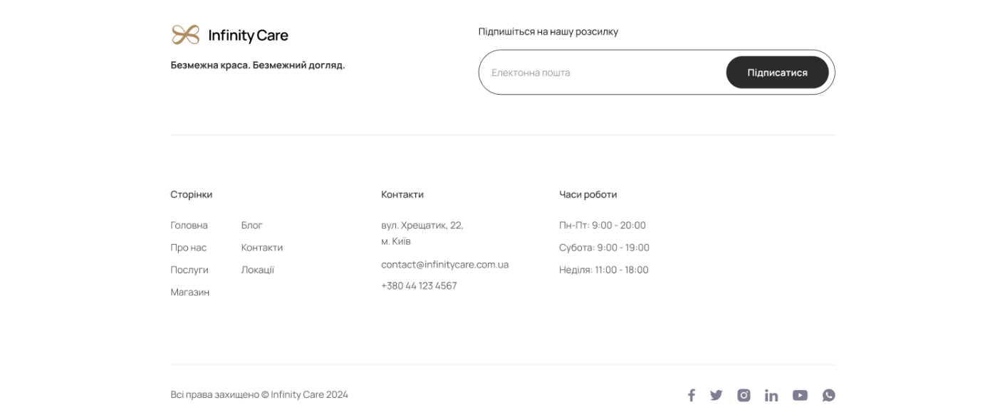 Infinity Care
Безмежна краса. Безмежний догляд.
Підпишіться на нашу розсилку
Електонна пошта
Підписатися
Сторінки
Головна
Про нас
Послуги
Магазин
Блог
Контакти
Локації
Контакти
вул. Хрещатик, 22,
м. Київ
contact@infinitycare.com.ua
+380 44 123 4567
Часи роботи
Пн-Пт: 9:00 - 20:00
Субота: 9:00 - 19:00
Неділя: 11:00 - 18:00
Всі права захищено © Infinity Care 2024